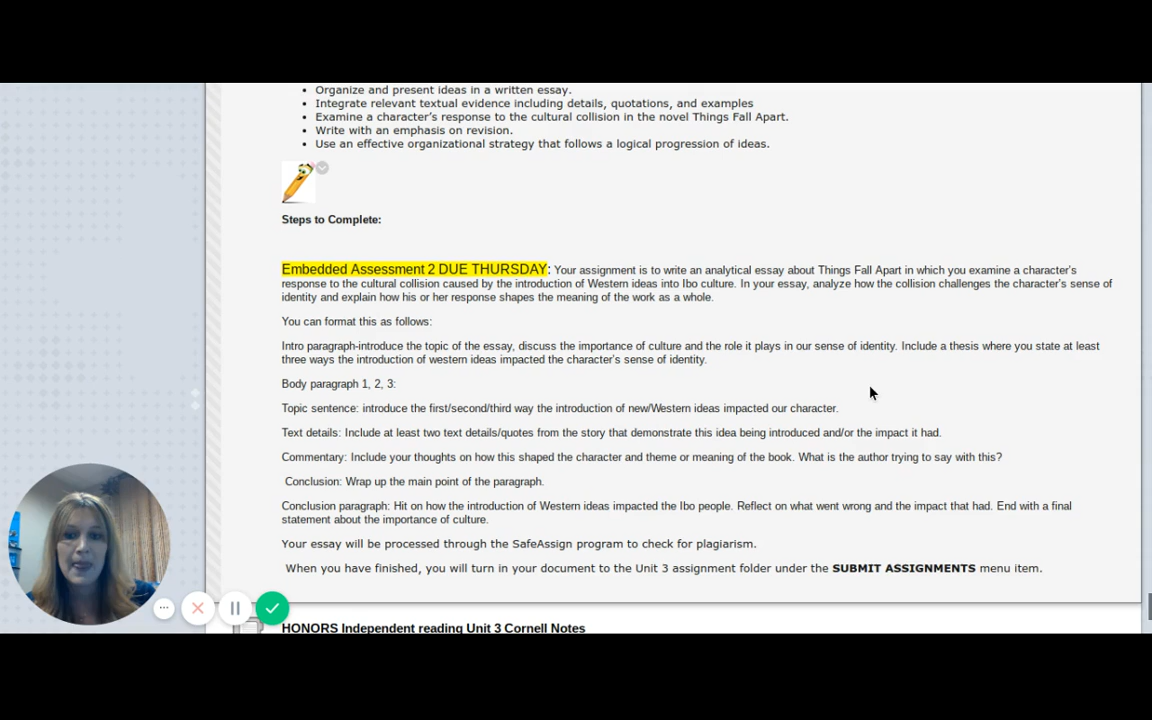 Organize and present ideas in a written essay.
Integrate relevant textual evidence including details, quotations, and examples
Examine a character's response to the cultural collision in the novel Things Fall Apart.
Write with an emphasis on revision.
Use an effective organizational strategy that follows a logical progression of ideas.
Steps to Complete:
Embedded Assessment 2 DUE THURSDAY: Your assignment is to write an analytical essay about Things Fall Apart in which you examine a character's
response to the cultural collision caused by the introduction of Western ideas into Ibo culture. In your essay, analyze how the collision challenges the character's sense of
identity and explain how his or her response shapes the meaning of the work as a whole.
You can format this as follows:
Intro paragraph-introduce the topic of the essay, discuss the importance of culture and the role it plays in our sense of identity. Include a thesis where you state at least
three ways the introduction of western ideas impacted the character's sense of identity.
Body paragraph 1, 2, 3:
Topic sentence: introduce the first/second/third way the introduction of new/Western ideas impacted our character.
Text details: Include at least two text details/quotes from the story that demonstrate this idea being introduced and/or the impact it had.
Commentary: Include your thoughts on how this shaped the character and theme or meaning of the book. What is the author trying to say with this?
Conclusion: Wrap up the main point of the paragraph.
Conclusion paragraph: Hit on how the introduction of Western ideas impacted the Ibo people. Reflect on what went wrong and the impact that had. End with a final
statement about the importance of culture.
Your essay will be processed through the SafeAssign program to check for plagiarism.
When you have finished, you will turn in your document to the Unit 3 assignment folder under the SUBMIT ASSIGNMENTS menu item.
HONORS Independent reading Unit 3 Cornell Notes